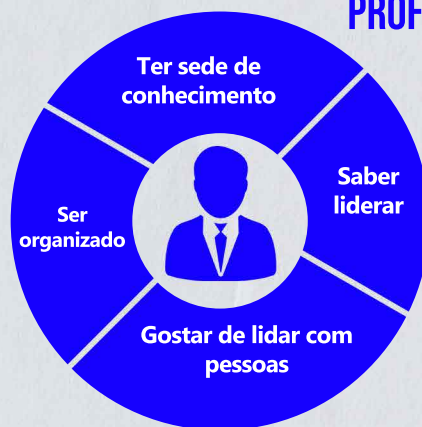 PROF
Ter sede de
conhecimento
Saber
liderar
Ser
organizado
Gostar de lidar com
pessoas